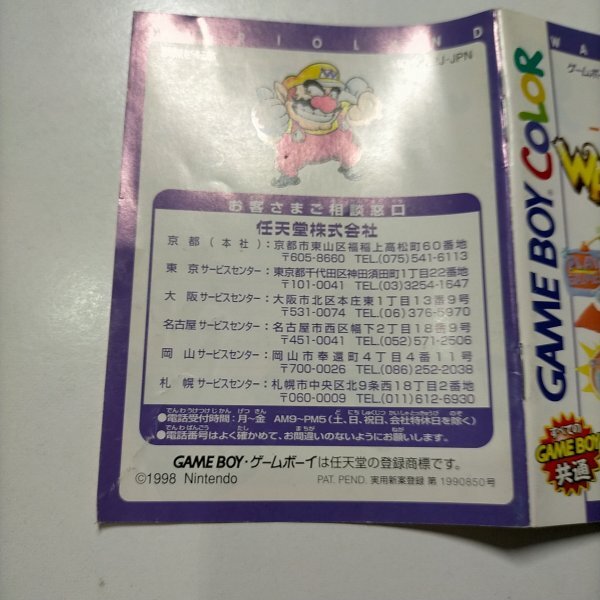 J-JPN
お客さまご相談窓口
任天堂株式会社
京都(本社):京都市東山区福稲上高松町60番地
〒605-8660 TEL.(075)541-6113
東京サービスセンター:東京都千代田区神田須田町1丁目22番地
〒101-0041 TEL.(03)3254-1647
大阪サービスセンター:大阪市北区本庄東1丁目13番9号
〒531-0074 TEL.(06)376-5970
名古屋サービスセンター:名古屋市西区幅下2丁目18番9号
〒451-0041 TEL.(052)571-2506
岡山サービスセンター:岡山市奉還町4丁目4番11号
〒700-0026 TEL.(086)252-2038
札幌サービスセンター:札幌市中央区北9条西18丁目2番地
〒060-0009 TEL.(011)612-6930
●電話受付時間:月~金 AM9~PM5(土、日、祝日、会社特休日を除く)
●電話番号はよく確かめて、お間違いのないようにお願いします。
GAME BOY・ゲームボーイは任天堂の登録商標です。
©1998 Nintendo
PAT. PEND. 実用新案登録 第1990850号
GAME BOY COLOR
ゲームボー
WA
すべての
GAME BOY
共通